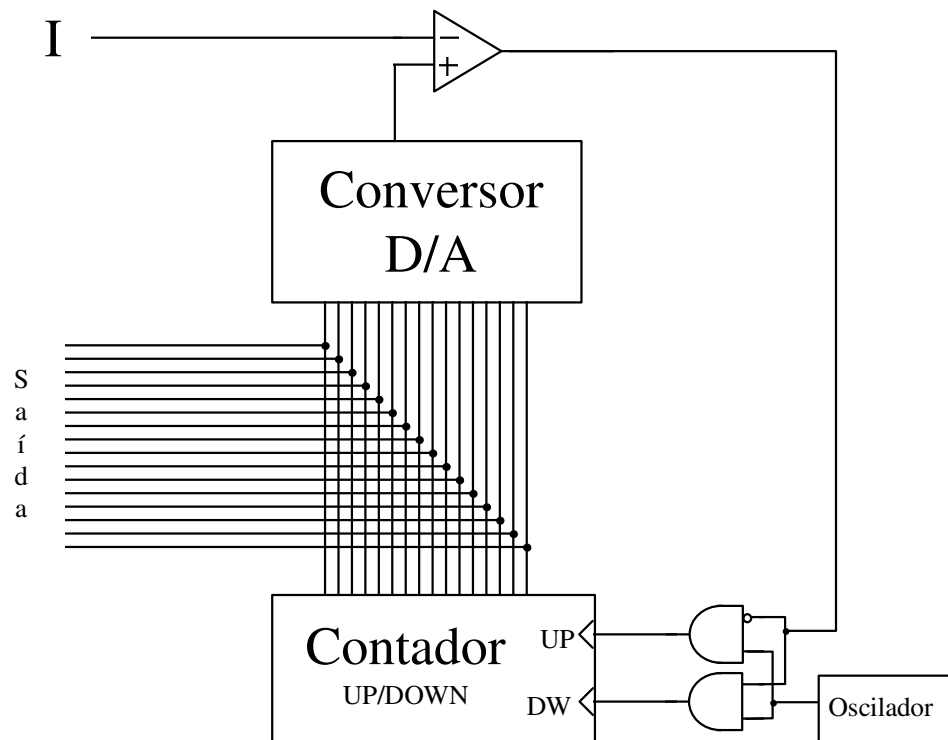 I
−
+
Conversor
D/A
S
a
í
d
a
Contador
UP/DOWN
UP
DW
Oscilador